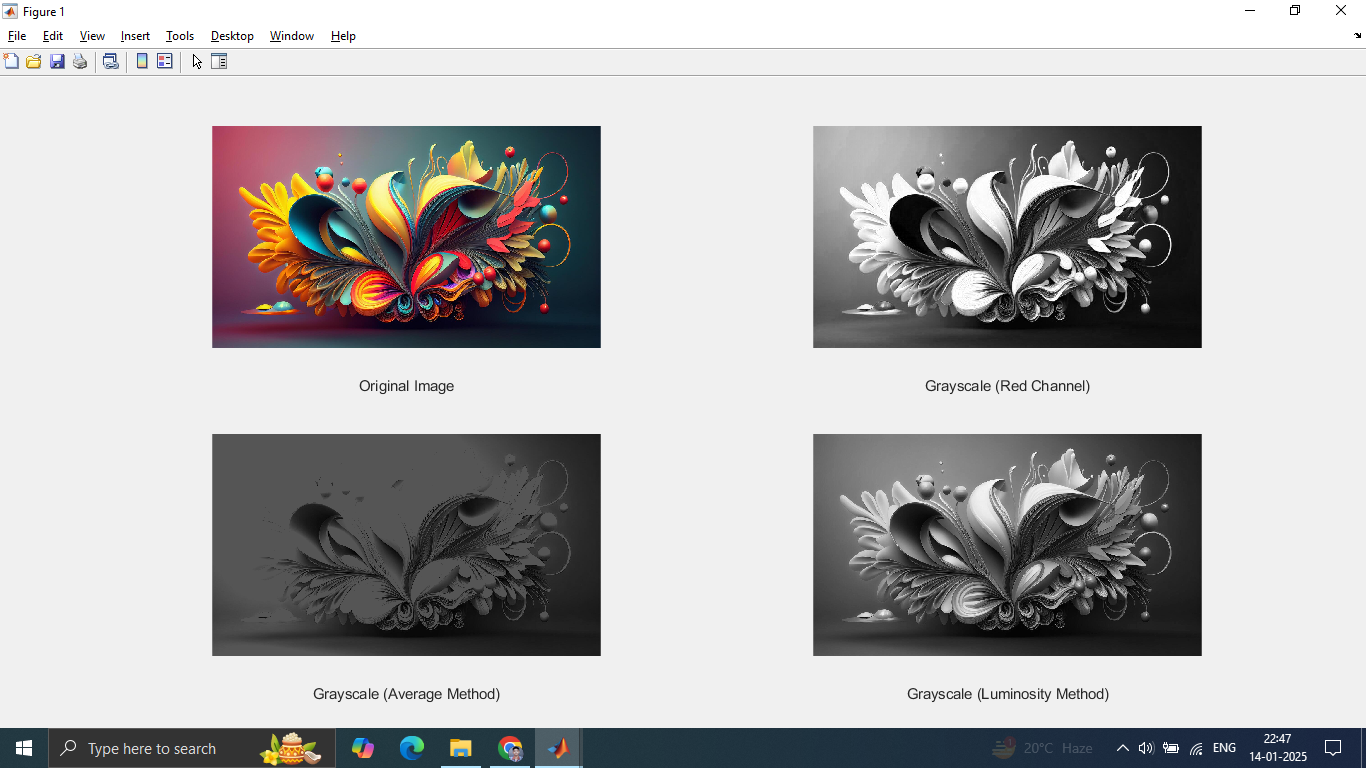 Figure 1
File Edit View Insert Tools Desktop Window Help
Original Image
Grayscale (Red Channel)
Grayscale (Average Method)
Grayscale (Luminosity Method)
Type here to search
20°C Haze
ENG
22:47
14-01-2025